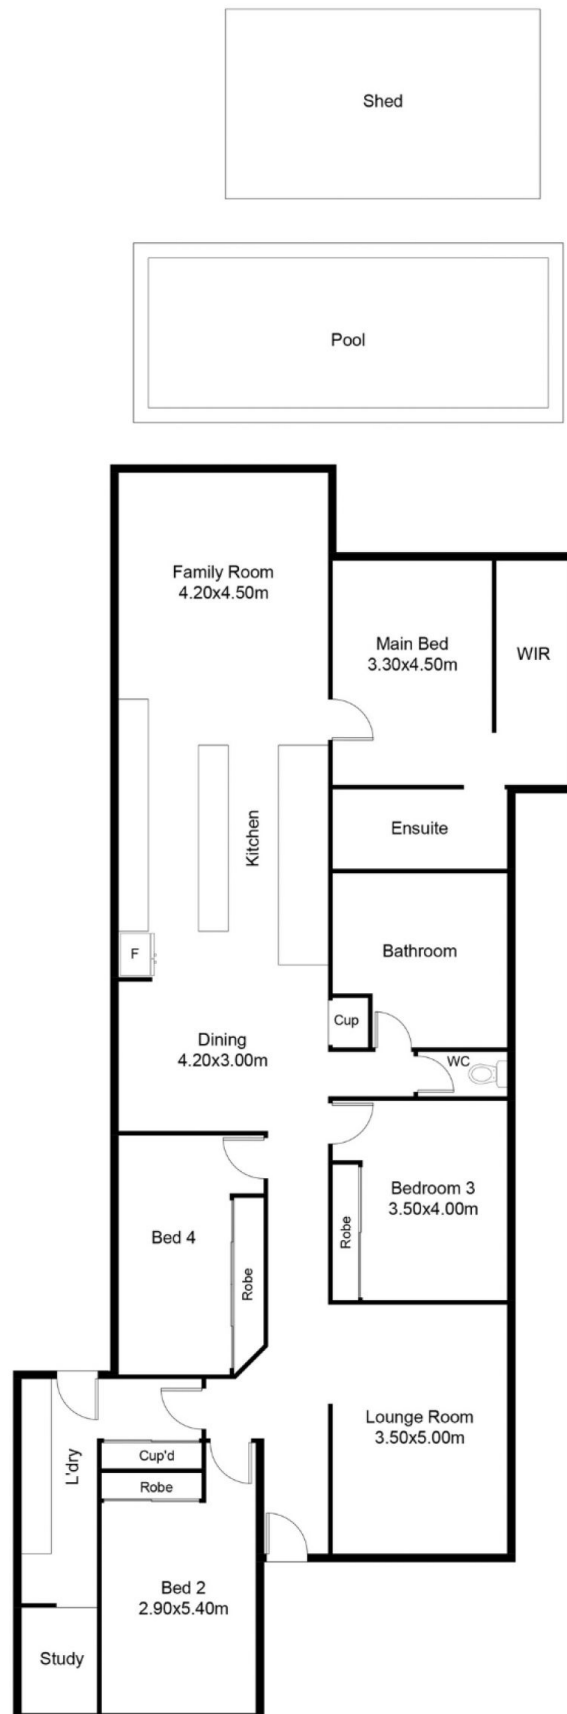 Shed
Pool
Family Room
4.20x4.50m
Main Bed
3.30x4.50m
WIR
Kitchen
Ensuite
F
Bathroom
Cup
Dining
4.20x3.00m
WC
Bedroom 3
3.50x4.00m
Robe
Bed 4
Robe
Lounge Room
3.50x5.00m
L'dry
Cup'd
Robe
Bed 2
2.90x5.40m
Study